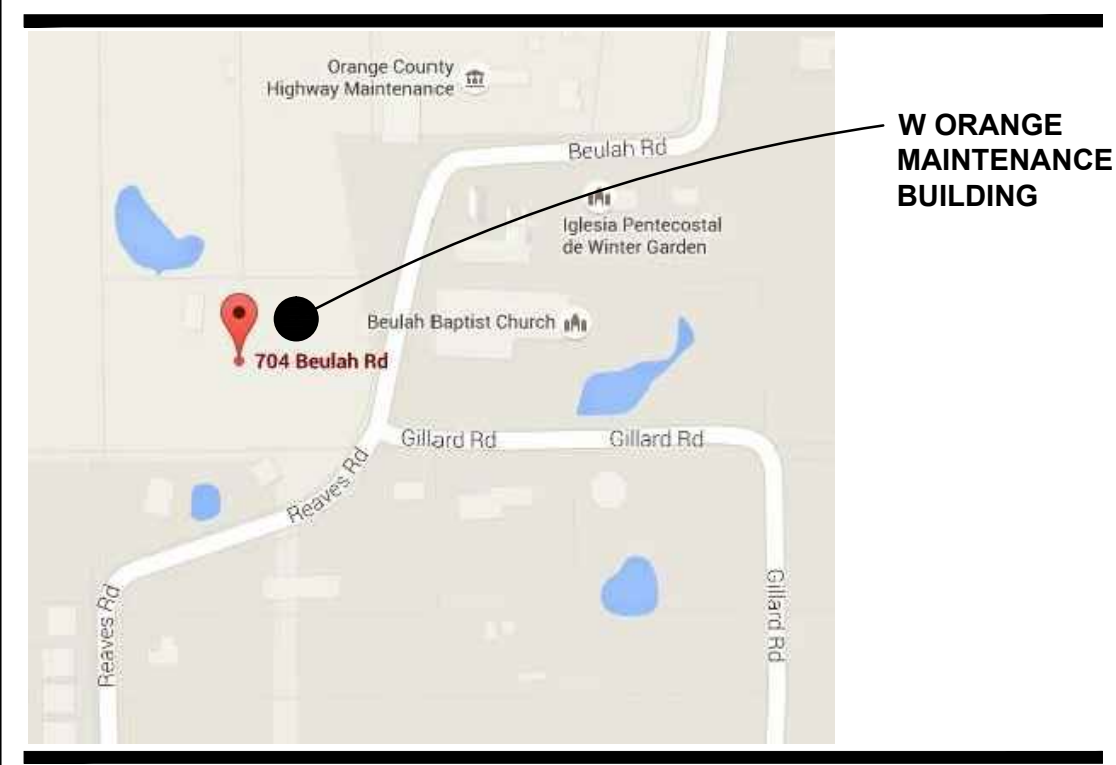 Orange County
Highway Maintenance
W ORANGE
MAINTENANCE
BUILDING
Beulah Rd
Iglesia Pentecostal
de Winter Garden
Beulah Baptist Church
704 Beulah Rd
Gillard Rd
Gillard Rd
Reaves Rd
Reaves Rd
Gillard Rd